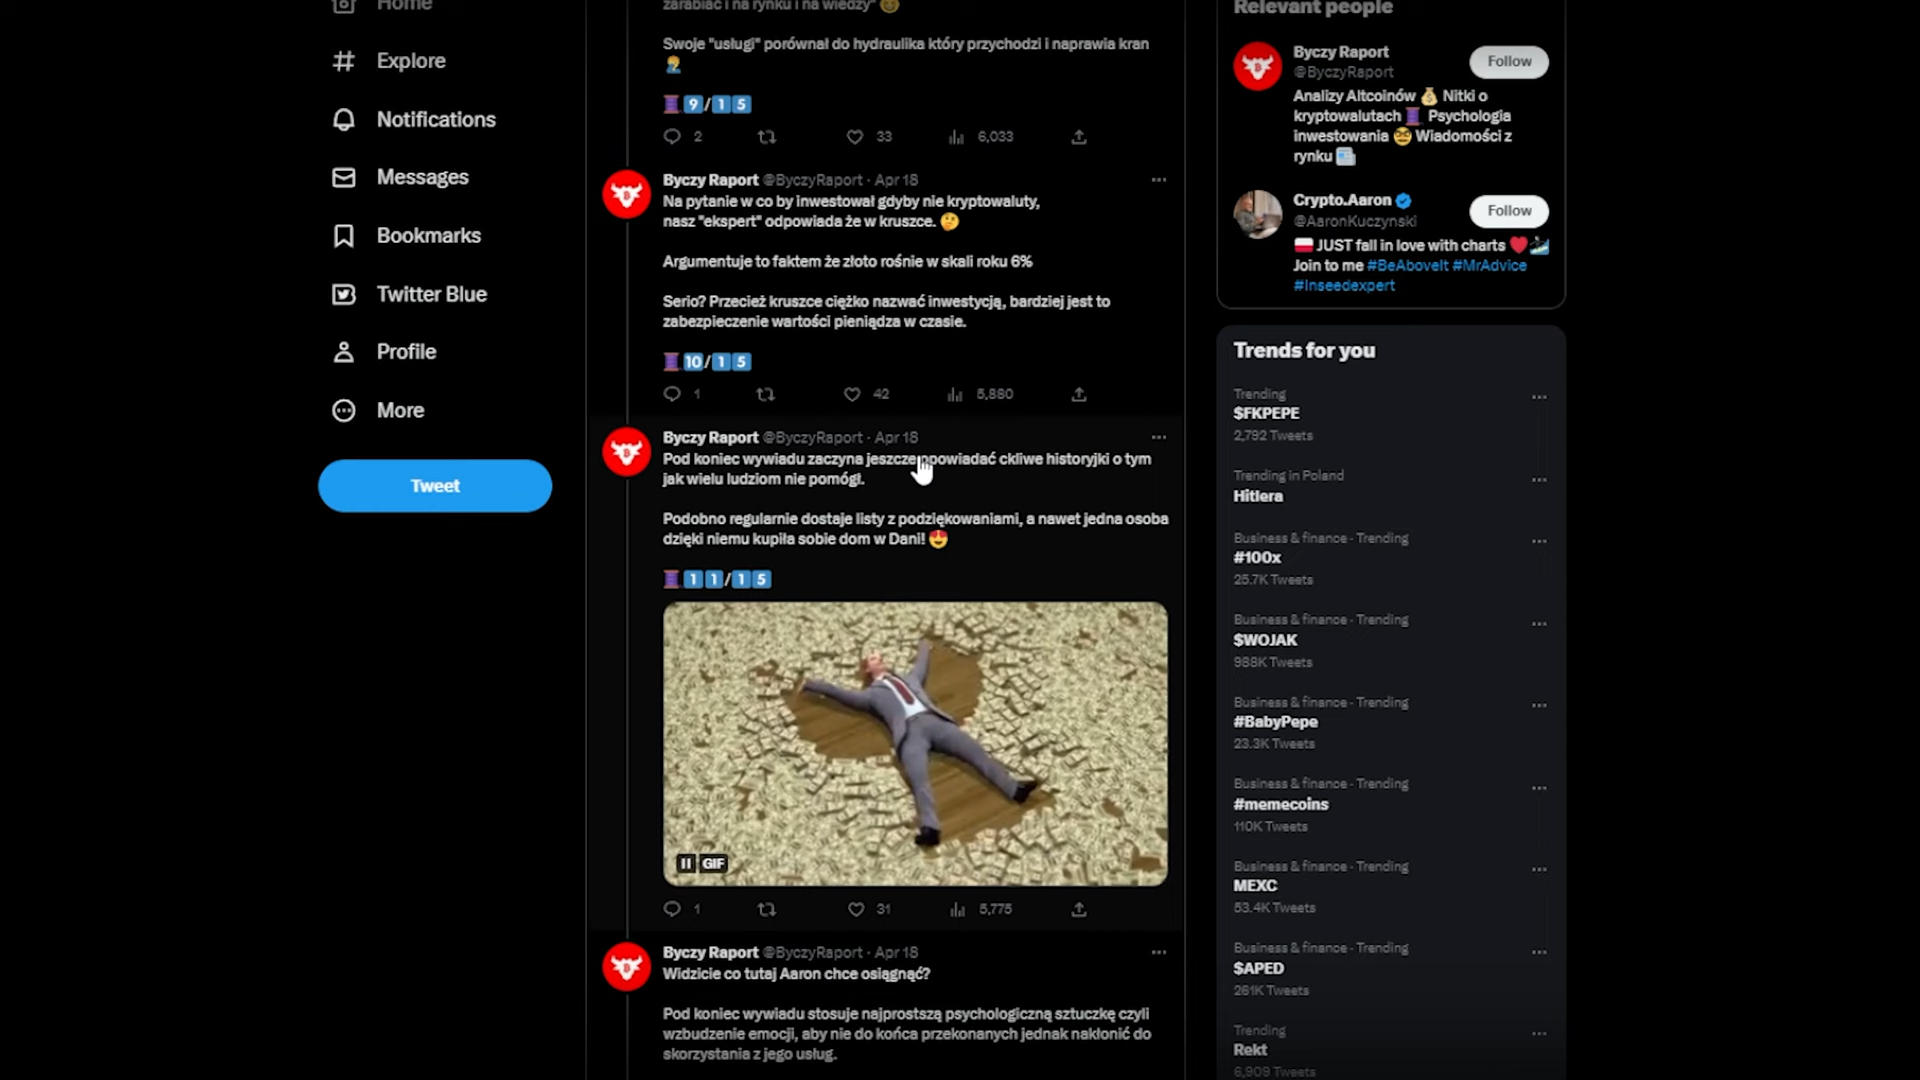 Home
Explore
Notifications
Messages
Bookmarks
Twitter Blue
Profile
More
Tweet
zarabiać i na rynku i na wiedzy"
Swoje "usługi" porównał do hydraulika który przychodzi i naprawia kran
9/15
2
33
6,033
Byczy Raport @ByczyRaport · Apr 18
Na pytanie w co by inwestował gdyby nie kryptowaluty,
nasz "ekspert" odpowiada że w kruszce. 🤔
Argumentuje to faktem że złoto rośnie w skali roku 6%
Serio? Przecież kruszce ciężko nazwać inwestycją, bardziej jest to
zabezpieczenie wartości pieniądza w czasie.
10/15
1
42
5,880
Byczy Raport @ByczyRaport · Apr 18
Pod koniec wywiadu zaczyna jeszcze opowiadać ckliwe historyjki o tym
jak wielu ludziom nie pomógł.
Podobno regularnie dostaje listy z podziękowaniami, a nawet jedna osoba
dzięki niemu kupiła sobie dom w Dani! 😍
11/15
GIF
1
31
5,775
Byczy Raport @ByczyRaport · Apr 18
Widzicie co tutaj Aaron chce osiągnąć?
Pod koniec wywiadu stosuje najprostszą psychologiczną sztuczkę czyli
wzbudzenie emocji, aby nie do końca przekonanych jednak nakłonić do
skorzystania z jego usług.
Relevant people
Byczy Raport
@ByczyRaport
Follow
Analizy Altcoinów 💰 Nitki o
kryptowalutach 🧵 Psychologia
inwestowania 🤓 Wiadomości z
rynku 📰
Crypto.Aaron
@AaronKuczynski
Follow
🇵🇱 JUST fall in love with charts ❤️
Join to me #BeAboveIt #MrAdvice
#Inseedexpert
Trends for you
Trending
$FKPEPE
2,792 Tweets
Trending in Poland
Hitlera
Business & finance · Trending
#100x
25.7K Tweets
Business & finance · Trending
$WOJAK
988K Tweets
Business & finance · Trending
#BabyPepe
23.3K Tweets
Business & finance · Trending
#memecoins
110K Tweets
Business & finance · Trending
MEXC
53.4K Tweets
Business & finance · Trending
$APED
261K Tweets
Trending
Rekt
6,909 Tweets